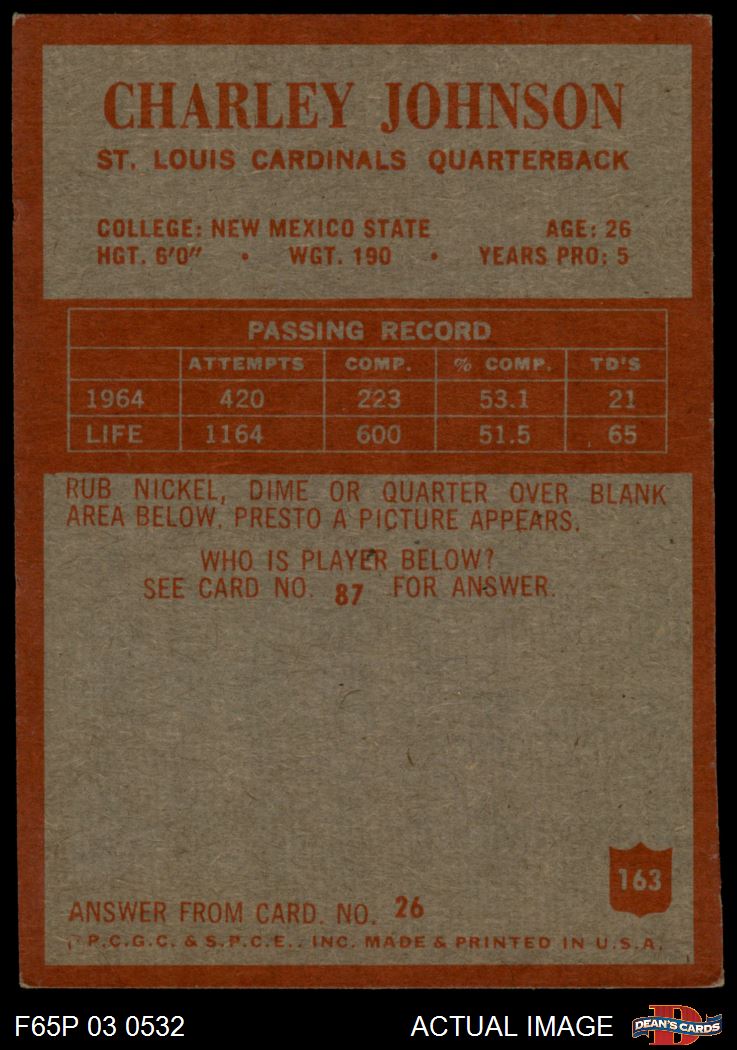 CHARLEY JOHNSON
ST. LOUIS CARDINALS QUARTERBACK
COLLEGE: NEW MEXICO STATE AGE: 26
HGT. 6'0" • WGT. 190 • YEARS PRO: 5
PASSING RECORD
ATTEMPTS COMP. % COMP. TD'S
1964 420 223 53.1 21
LIFE 1164 600 51.5 65
RUB NICKEL, DIME OR QUARTER OVER BLANK
AREA BELOW. PRESTO A PICTURE APPEARS.
WHO IS PLAYER BELOW?
SEE CARD NO. 87 FOR ANSWER.
163
ANSWER FROM CARD. NO. 26
P.C.G.C. & S.P.C.E., INC. MADE & PRINTED IN U.S.A.
F65P 03 0532 ACTUAL IMAGE
D
DEAN'S CARDS